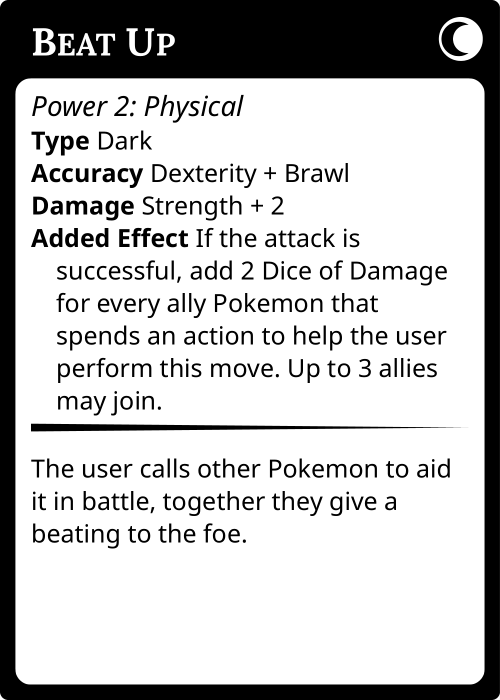 Beat Up
Power 2: Physical
Type Dark
Accuracy Dexterity + Brawl
Damage Strength + 2
Added Effect If the attack is
successful, add 2 Dice of Damage
for every ally Pokemon that
spends an action to help the user
perform this move. Up to 3 allies
may join.
The user calls other Pokemon to aid
it in battle, together they give a
beating to the foe.